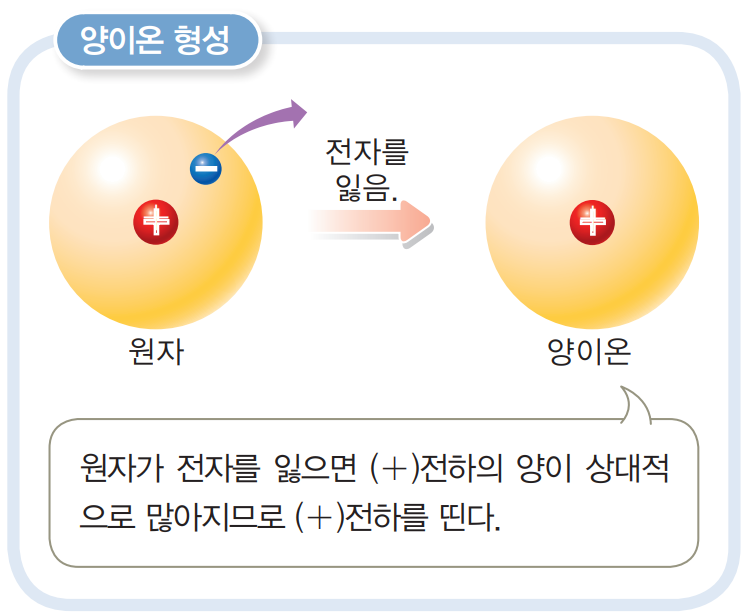 양이온 형성
전자를
잃음.
원자
양이온
원자가 전자를 잃으면 (+)전하의 양이 상대적
으로 많아지므로 (+)전하를 띤다.